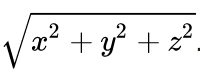 √(x² + y² + z²).